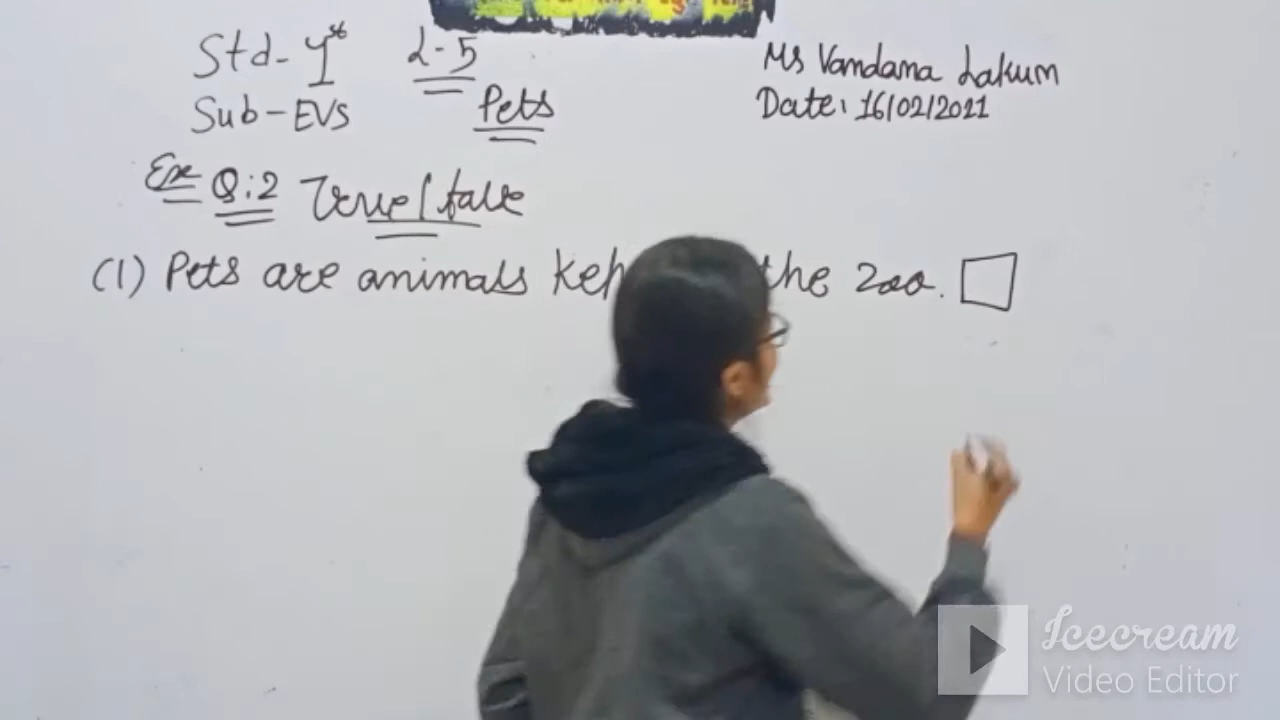 Std-1st L-5
Sub-EVS Pets
Ms Vandana Lakum
Date: 16/02/2021
Ex Q:2 True/false
(1) Pets are animals kep the zoo.
Icecream
Video Editor